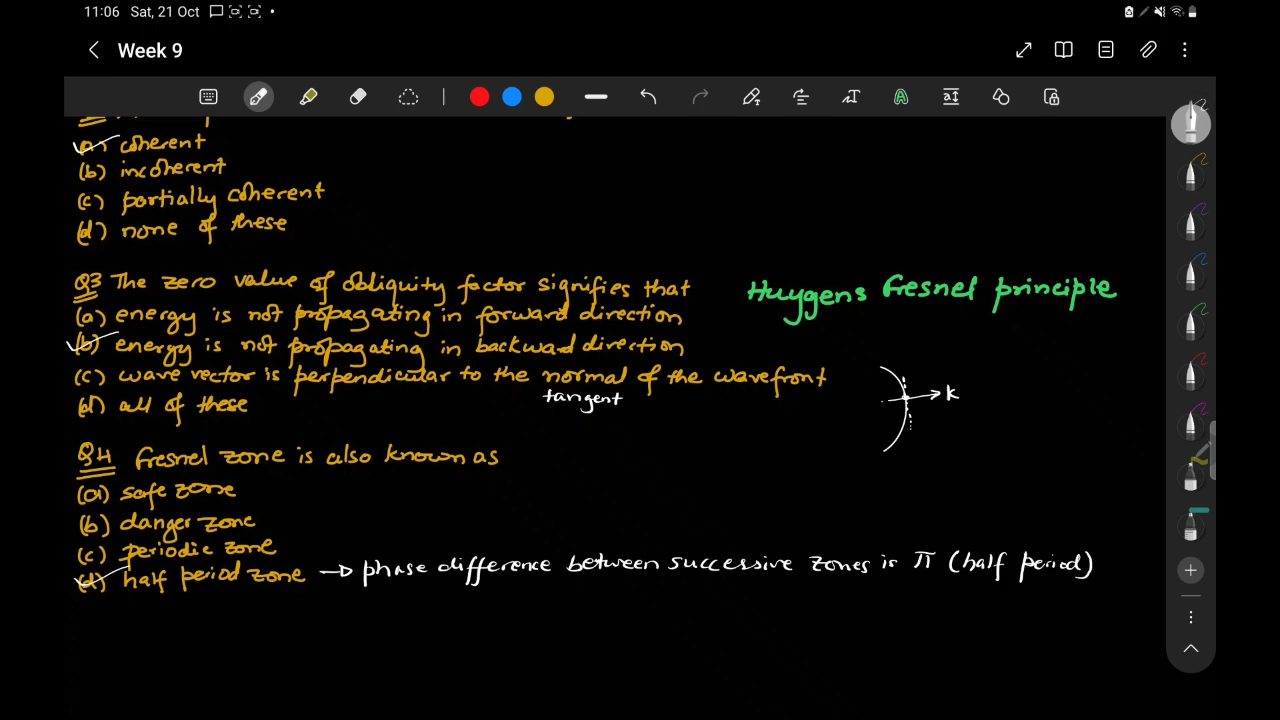 11:06 Sat, 21 Oct
Week 9
(a) coherent
(b) incoherent
(c) partially coherent
(d) none of these
Q3 The zero value of obliquity factor signifies that
Huygens Fresnel principle
(a) energy is not propagating in forward direction
(b) energy is not propagating in backward direction
(c) wave vector is perpendicular to the normal of the wavefront
tangent
k
(d) all of these
Q4 Fresnel zone is also known as
(a) safe zone
(b) danger zone
(c) periodic zone
(d) half period zone → phase difference between successive zones is π (half period)